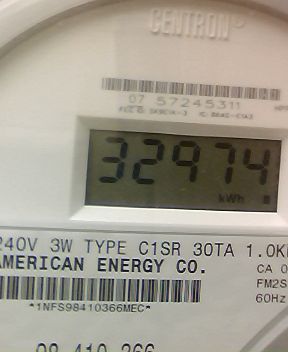 CENTRON
07 57245311
32974
kWh
240V 3W TYPE C1SR 30TA 1.0K
AMERICAN ENERGY CO.
CA 0
FM2S
60Hz
*1NFS98410366MEC*
98 410 366